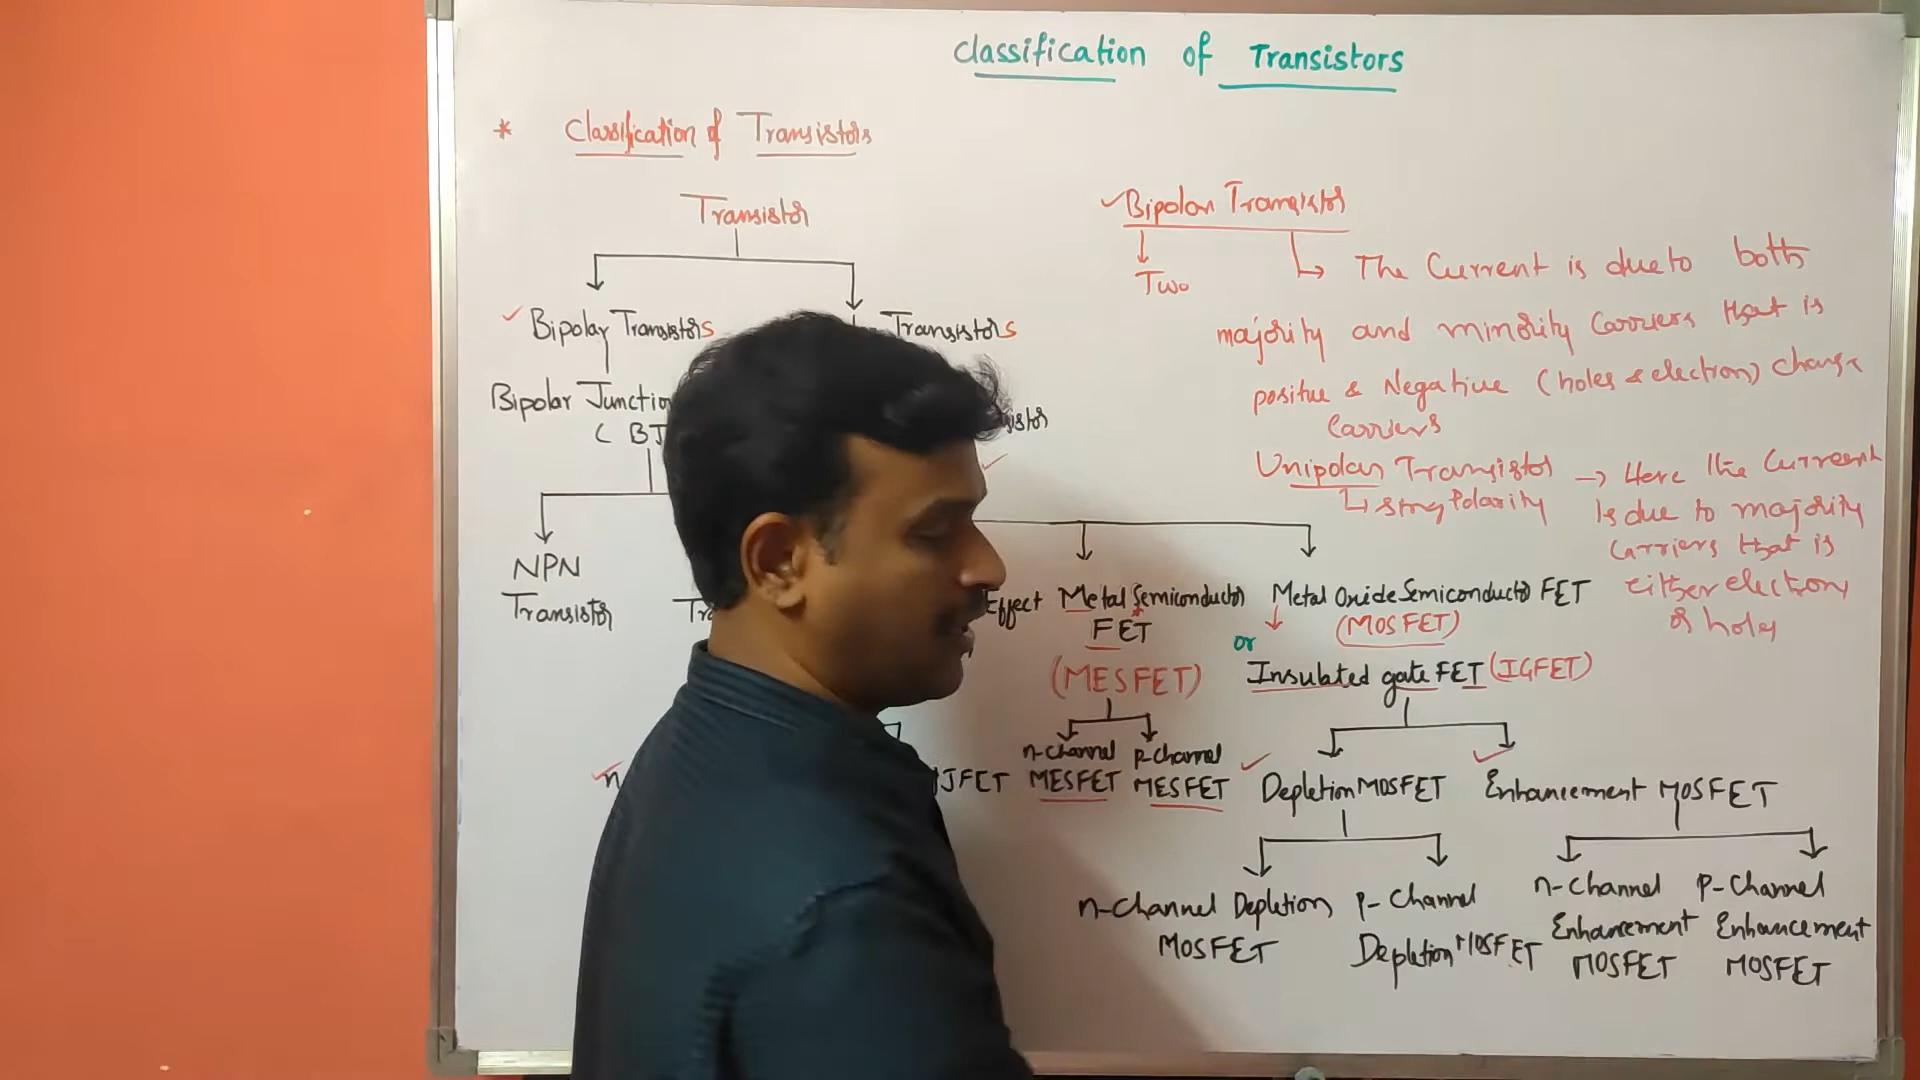 Classification of Transistors
* Classification of Transistors
Transistor
Bipolar Transistors
Transistors
Bipolar Junction
( BJ
NPN
Transistor
Effect
JFET
Metal Semiconductor
FET
(MESFET)
n-channel
MESFET
p-channel
MESFET
Metal Oxide Semiconductor FET
(MOSFET)
or
Insulated gate FET (IGFET)
Depletion MOSFET
Enhancement MOSFET
n-channel Depletion
MOSFET
p-Channel
Depletion MOSFET
n-channel
Enhancement
MOSFET
p-channel
Enhancement
MOSFET
Bipolar Transistor
Two
The Current is due to both
majority and minority Carriers that is
positive & Negative (holes & electron) charge
Carriers
Unipolar Transistor → Here the Current
Polarity
Is due to majority
Carriers that is
either electrons
or holes